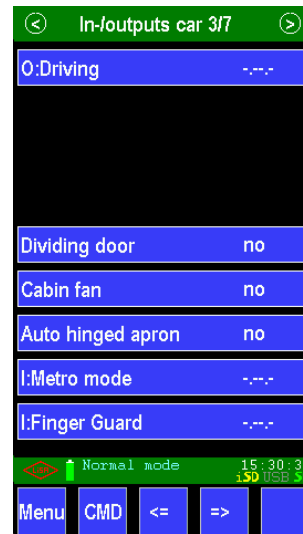 In-/outputs car 3/7
O:Driving -.--.-
Dividing door no
Cabin fan no
Auto hinged apron no
I:Metro mode -.--.-
I:Finger Guard -.--.-
Normal mode 15:30:3
iSD USB S
Menu CMD <= =>